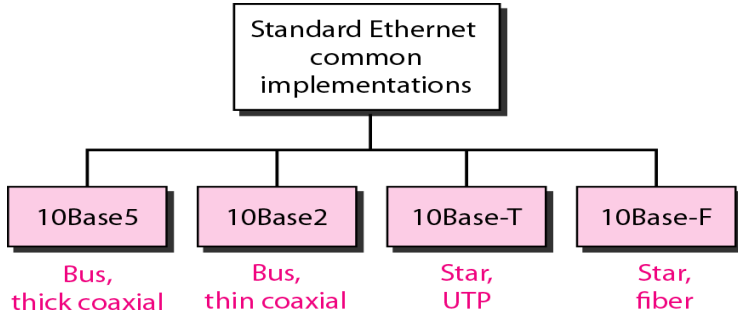 Standard Ethernet
common
implementations
10Base5
10Base2
10Base-T
10Base-F
Bus,
thick coaxial
Bus,
thin coaxial
Star,
UTP
Star,
fiber